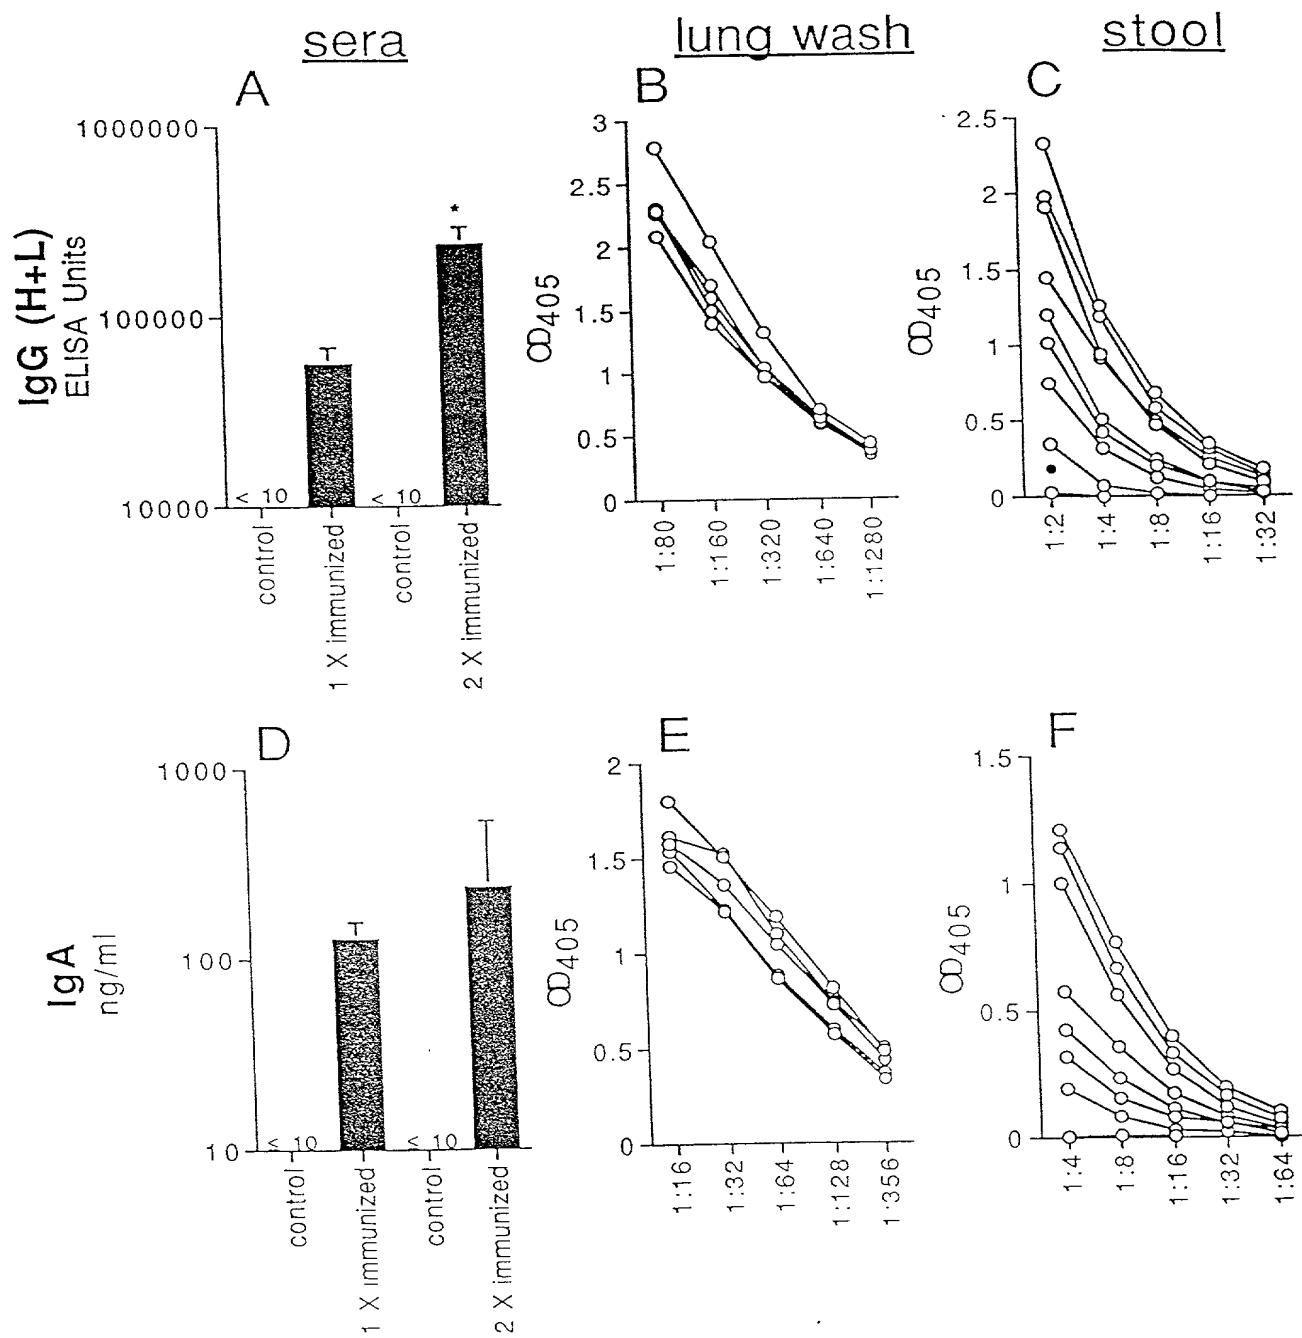 sera
lung wash
stool
A
B
C
IgG (H+L)
ELISA Units
1000000
100000
10000
< 10
< 10
*
control
1 X immunized
control
2 X immunized
OD405
3
2.5
2
1.5
1
0.5
0
1:80
1:160
1:320
1:640
1:1280
OD405
2.5
2
1.5
1
0.5
0
1:2
1:4
1:8
1:16
1:32
D
E
F
IgA
ng/ml
1000
100
10
< 10
< 10
control
1 X immunized
control
2 X immunized
OD405
2
1.5
1
0.5
0
1:16
1:32
1:64
1:128
1:356
OD405
1.5
1
0.5
0
1:4
1:8
1:16
1:32
1:64